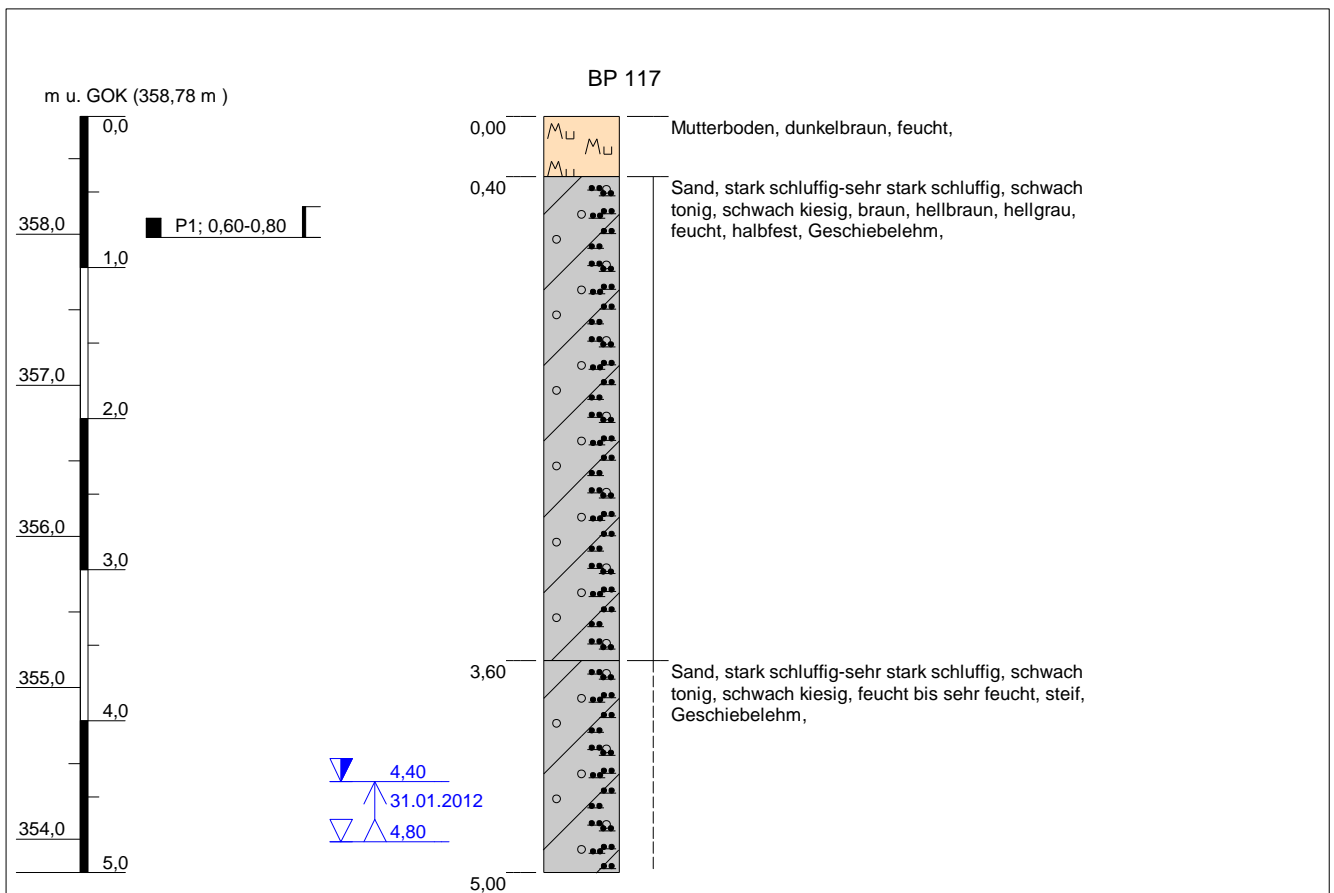 BP 117
m u. GOK (358,78 m )
0,0
358,0
1,0
357,0
2,0
356,0
3,0
355,0
4,0
354,0
5,0
P1; 0,60-0,80
4,40
31.01.2012
4,80
0,00
Mu
Mu
Mu
0,40
3,60
5,00
Mutterboden, dunkelbraun, feucht,
Sand, stark schluffig-sehr stark schluffig, schwach
tonig, schwach kiesig, braun, hellbraun, hellgrau,
feucht, halbfest, Geschiebelehm,
Sand, stark schluffig-sehr stark schluffig, schwach
tonig, schwach kiesig, feucht bis sehr feucht, steif,
Geschiebelehm,